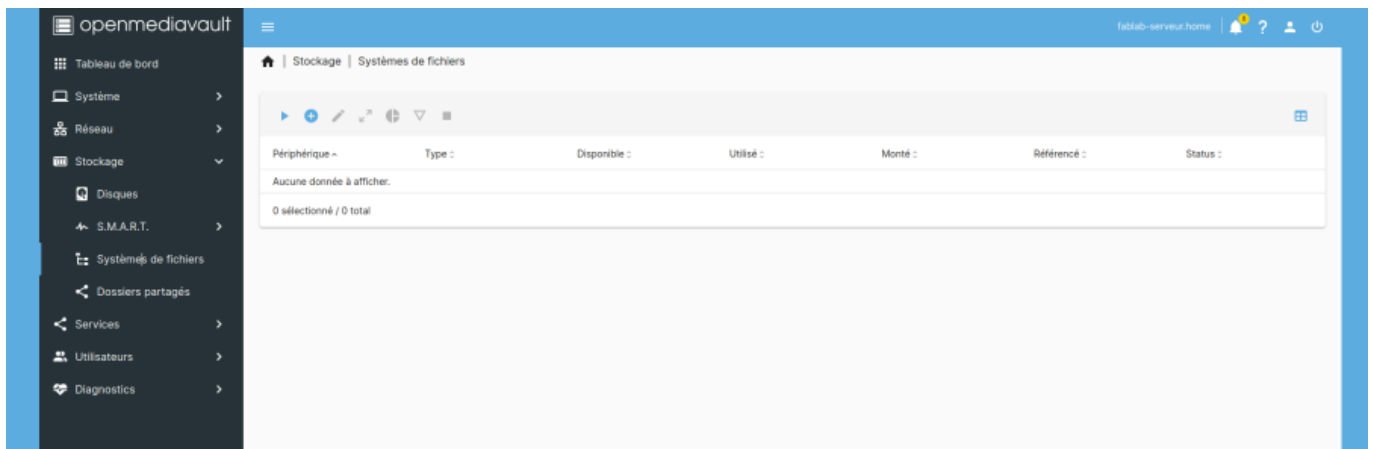 openmediavault
fablab-serveur.home
Tableau de bord
Système
Réseau
Stockage
Disques
S.M.A.R.T.
Systèmes de fichiers
Dossiers partagés
Services
Utilisateurs
Diagnostics
Stockage | Systèmes de fichiers
Périphérique Type Disponible Utilisé Monté Référencé Status
Aucune donnée à afficher.
0 sélectionné / 0 total